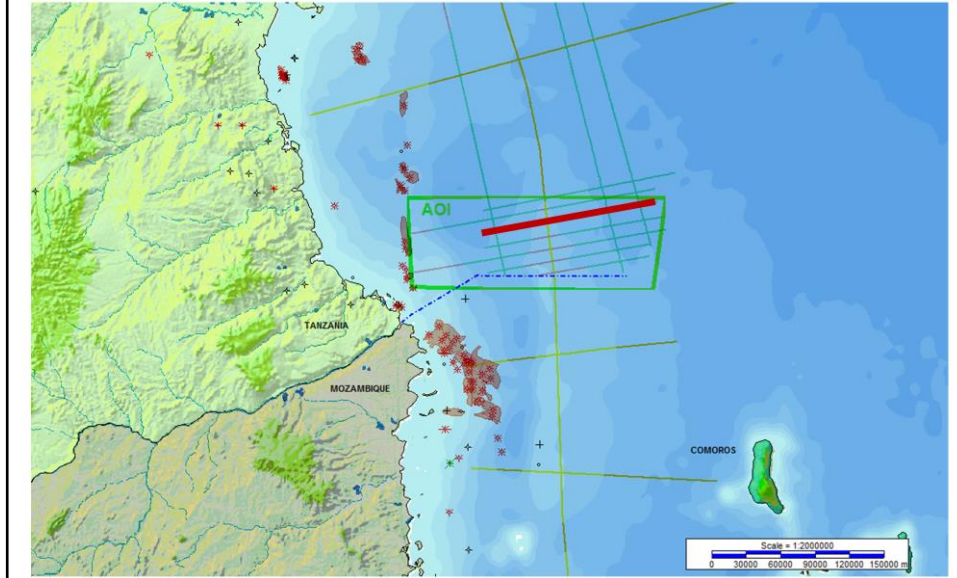 AOI
TANZANIA
MOZAMBIQUE
COMOROS
Scale = 1:2000000
0 30000 60000 90000 120000 150000 m